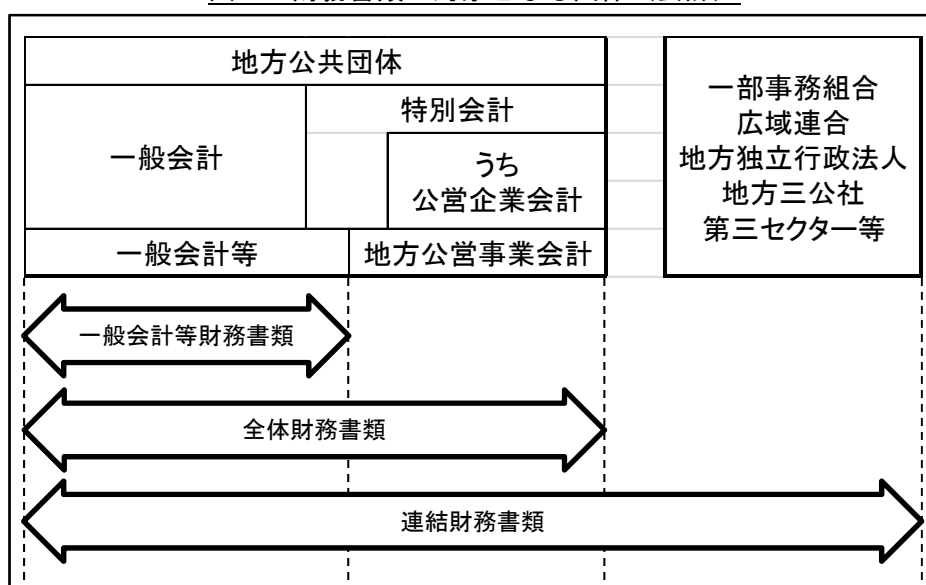 地方公共団体
一般会計
特別会計
うち
公営企業会計
一般会計等
地方公営事業会計
一部事務組合
広域連合
地方独立行政法人
地方三公社
第三セクター等
一般会計等財務書類
全体財務書類
連結財務書類